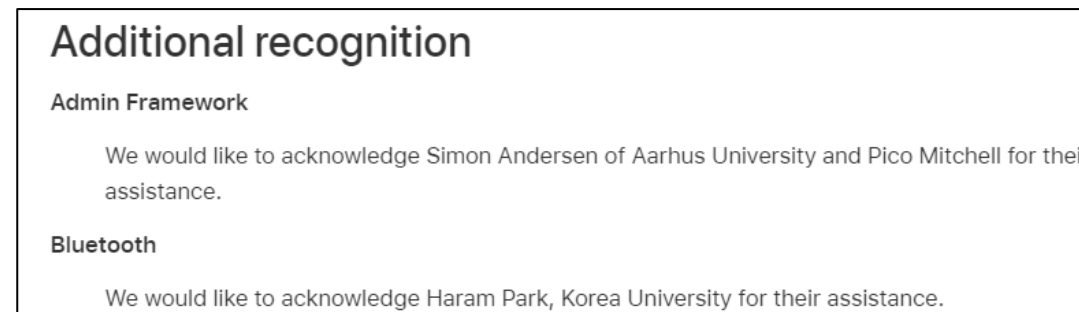 Additional recognition
Admin Framework
We would like to acknowledge Simon Andersen of Aarhus University and Pico Mitchell for thei
assistance.
Bluetooth
We would like to acknowledge Haram Park, Korea University for their assistance.